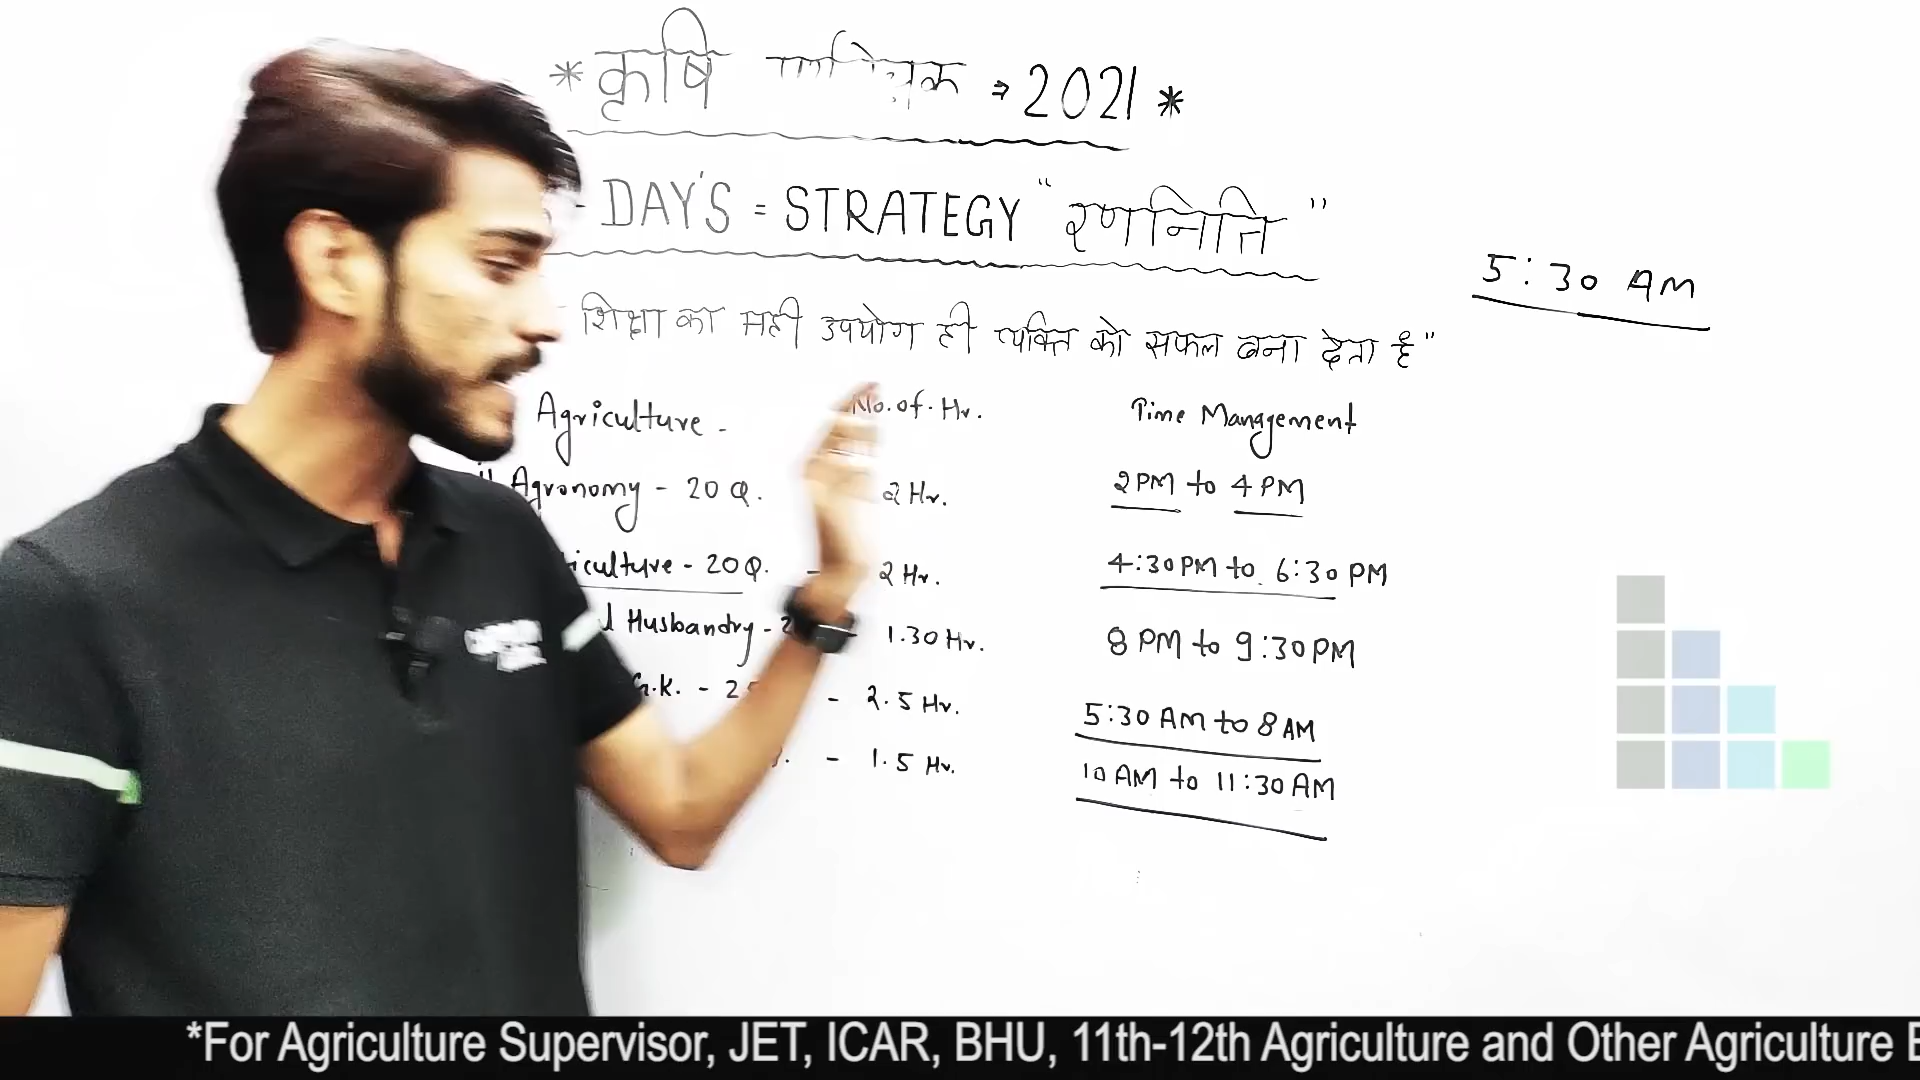 * कृषि पर्यवेक्षक ⇒ 2021 *
- DAY'S = STRATEGY "रणनिति"
शिक्षा का सही उपयोग ही व्यक्ति को सफल बना देता है"
5:30 AM
Agriculture - No. of. Hr. Time Mangement
Agronomy - 20 Q. 2 Hr. 2 PM to 4 PM
- 20 Q. - 2 Hr. 4:30 PM to 6:30 PM
Husbandry - 1.30 Hr. 8 PM to 9:30 PM
G.K. - - 2.5 Hr. 5:30 AM to 8 AM
- 1.5 Hr. 10 AM to 11:30 AM
*For Agriculture Supervisor, JET, ICAR, BHU, 11th-12th Agriculture and Other Agriculture